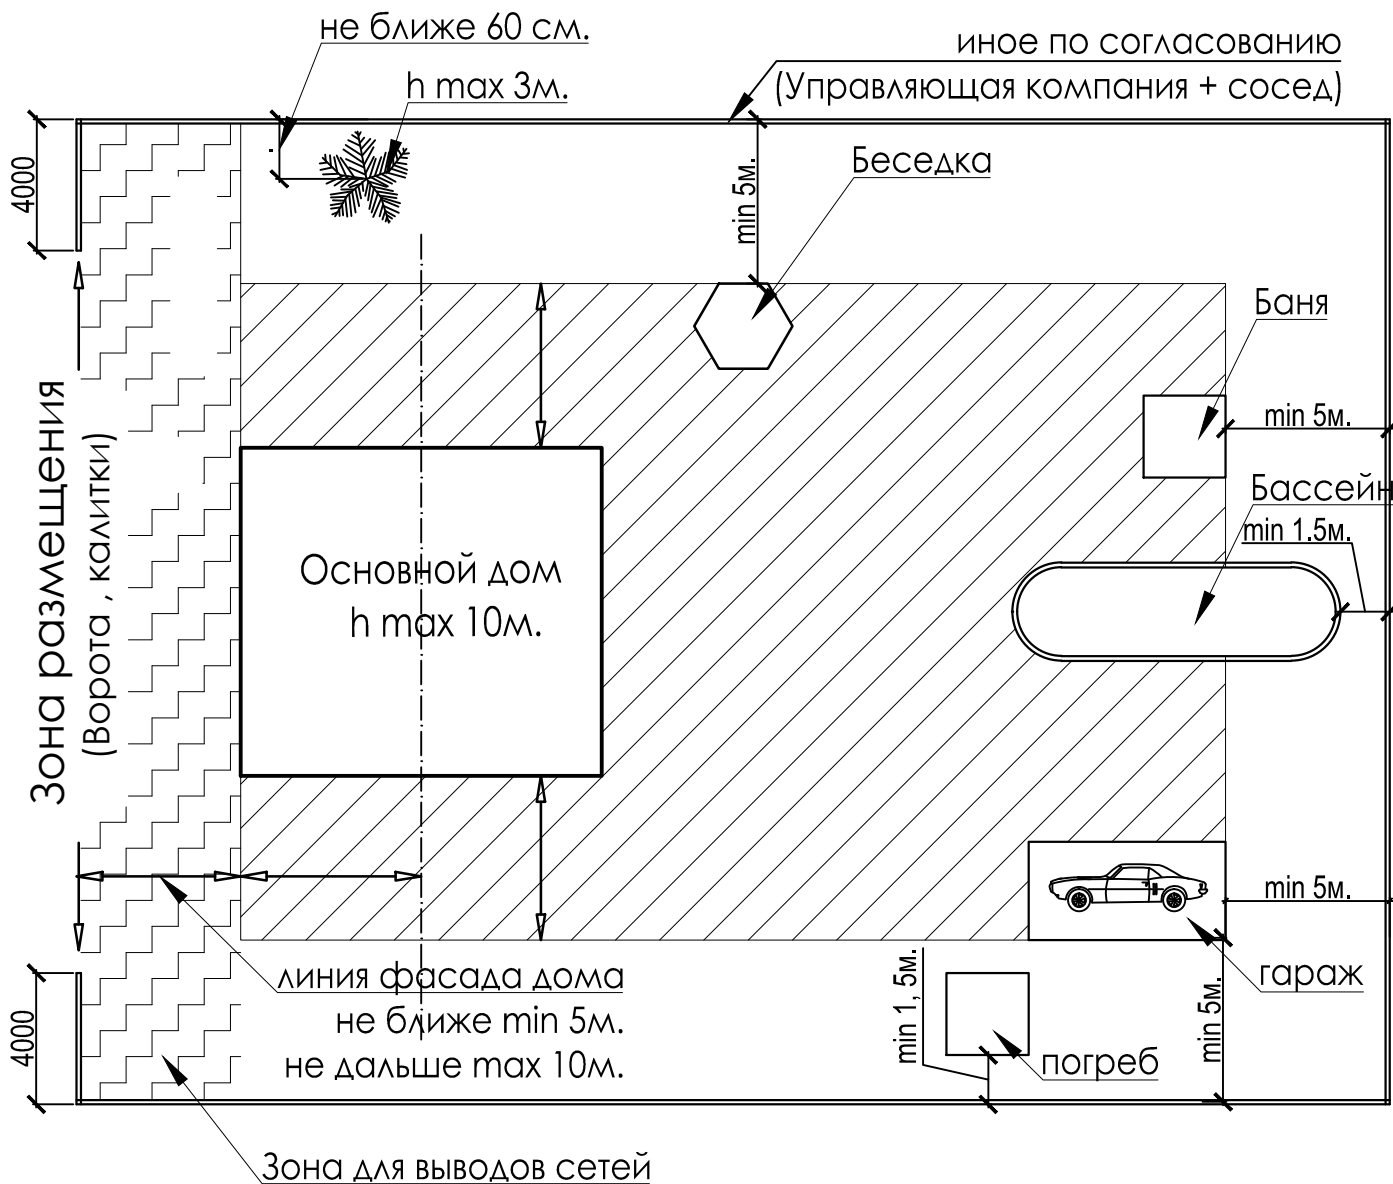 не ближе 60 см.
h max 3м.
иное по согласованию
(Управляющая компания + сосед)
4000
Беседка
min 5м.
Баня
min 5м.
Бассейн
min 1.5м.
Основной дом
h max 10м.
Зона размещения
(Ворота , калитки)
min 5м.
гараж
линия фасада дома
не ближе min 5м.
не дальше max 10м.
4000
min 1, 5м.
погреб
min 5м.
Зона для выводов сетей